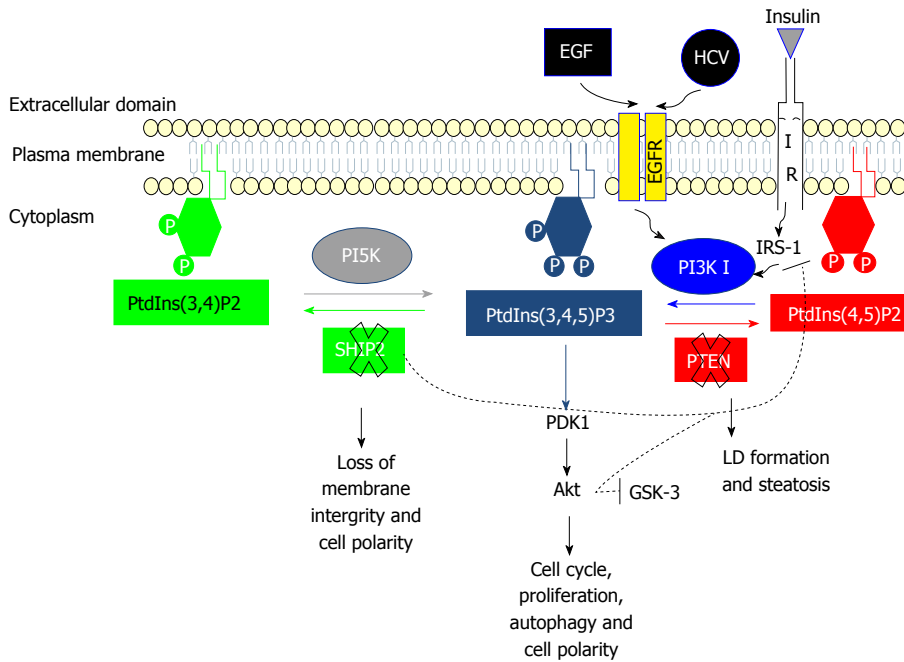 Insulin
EGF
HCV
Extracellular domain
Plasma membrane
EGFR
I
R
Cytoplasm
P
P
P
P
P
P
P
IRS-1
PI5K
PI3K I
PtdIns(3,4)P2
PtdIns(3,4,5)P3
PtdIns(4,5)P2
SHIP2
PTEN
PDK1
Loss of
membrane
intergrity and
cell polarity
LD formation
and steatosis
Akt
GSK-3
Cell cycle,
proliferation,
autophagy and
cell polarity